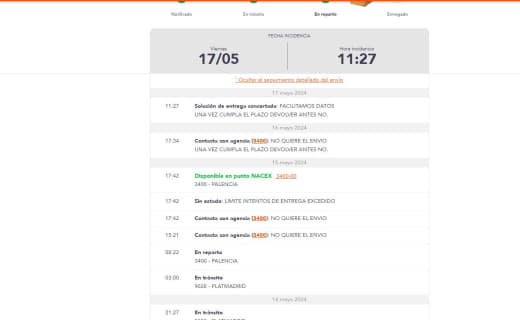 Notificado En tránsito En reparto Entregado
FECHA INCIDENCIA
Viernes Hora incidencia
17/05 11:27
Ocultar el seguimiento detallado del envío
17 mayo 2024
11:27 Solución de entrega concertada: FACILITAMOS DATOS
UNA VEZ CUMPLA EL PLAZO DEVOLVER ANTES NO.
16 mayo 2024
17:34 Contacto con agencia (3400): NO QUIERE EL ENVIO
UNA VEZ CUMPLA EL PLAZO DEVOLVER ANTES NO.
15 mayo 2024
17:42 Disponible en punto NACEX 3400-00
3400 - PALENCIA
17:42 Sin estado: LIMITE INTENTOS DE ENTREGA EXCEDIDO
17:42 Contacto con agencia (3400): NO QUIERE EL ENVIO
15:21 Contacto con agencia (3400): NO QUIERE EL ENVIO
08:22 En reparto
3400 - PALENCIA
03:00 En tránsito
9028 - PLATMADRID
14 mayo 2024
21:27 En tránsito